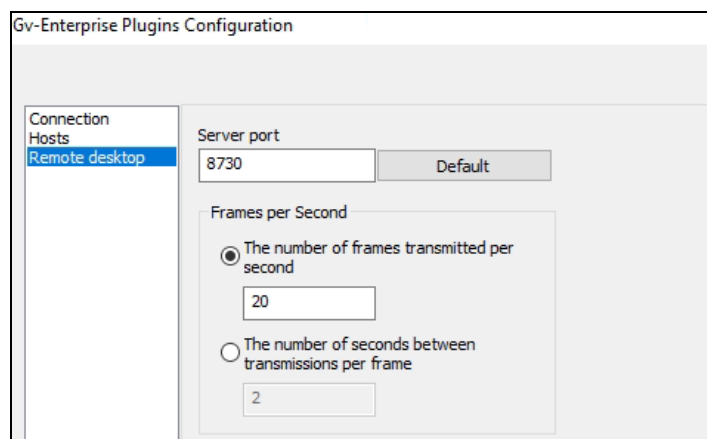 Gv-Enterprise Plugins Configuration
Connection
Hosts
Remote desktop
Server port
8730
Default
Frames per Second
The number of frames transmitted per
second
20
The number of seconds between
transmissions per frame
2